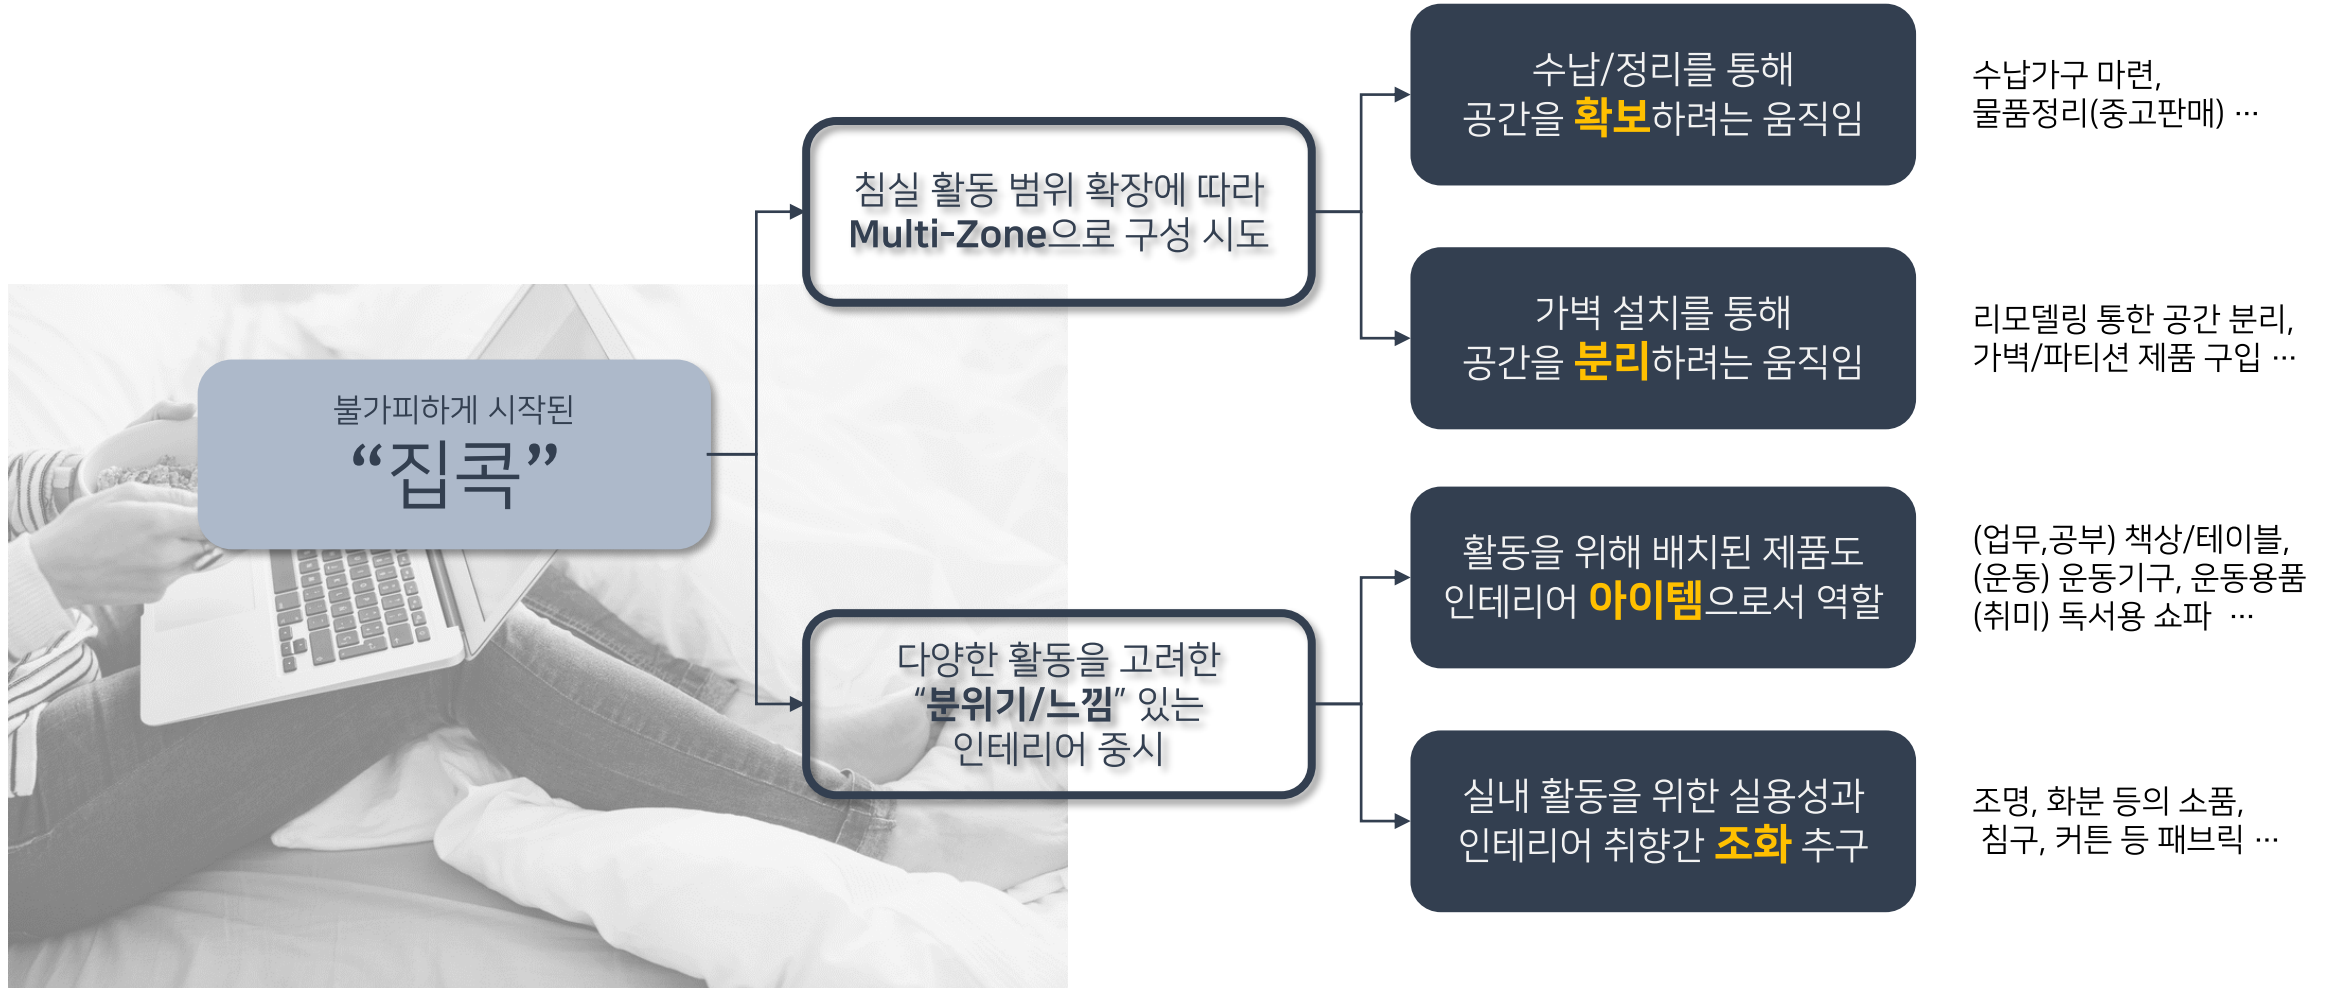 불가피하게 시작된
“집콕”
침실 활동 범위 확장에 따라
Multi-Zone으로 구성 시도
수납/정리를 통해
공간을 확보하려는 움직임
수납가구 마련,
물품정리(중고판매) ···
가벽 설치를 통해
공간을 분리하려는 움직임
리모델링 통한 공간 분리,
가벽/파티션 제품 구입 ···
다양한 활동을 고려한
“분위기/느낌” 있는
인테리어 중시
활동을 위해 배치된 제품도
인테리어 아이템으로서 역할
(업무,공부) 책상/테이블,
(운동) 운동기구, 운동용품
(취미) 독서용 쇼파 ···
실내 활동을 위한 실용성과
인테리어 취향간 조화 추구
조명, 화분 등의 소품,
침구, 커튼 등 패브릭 ···